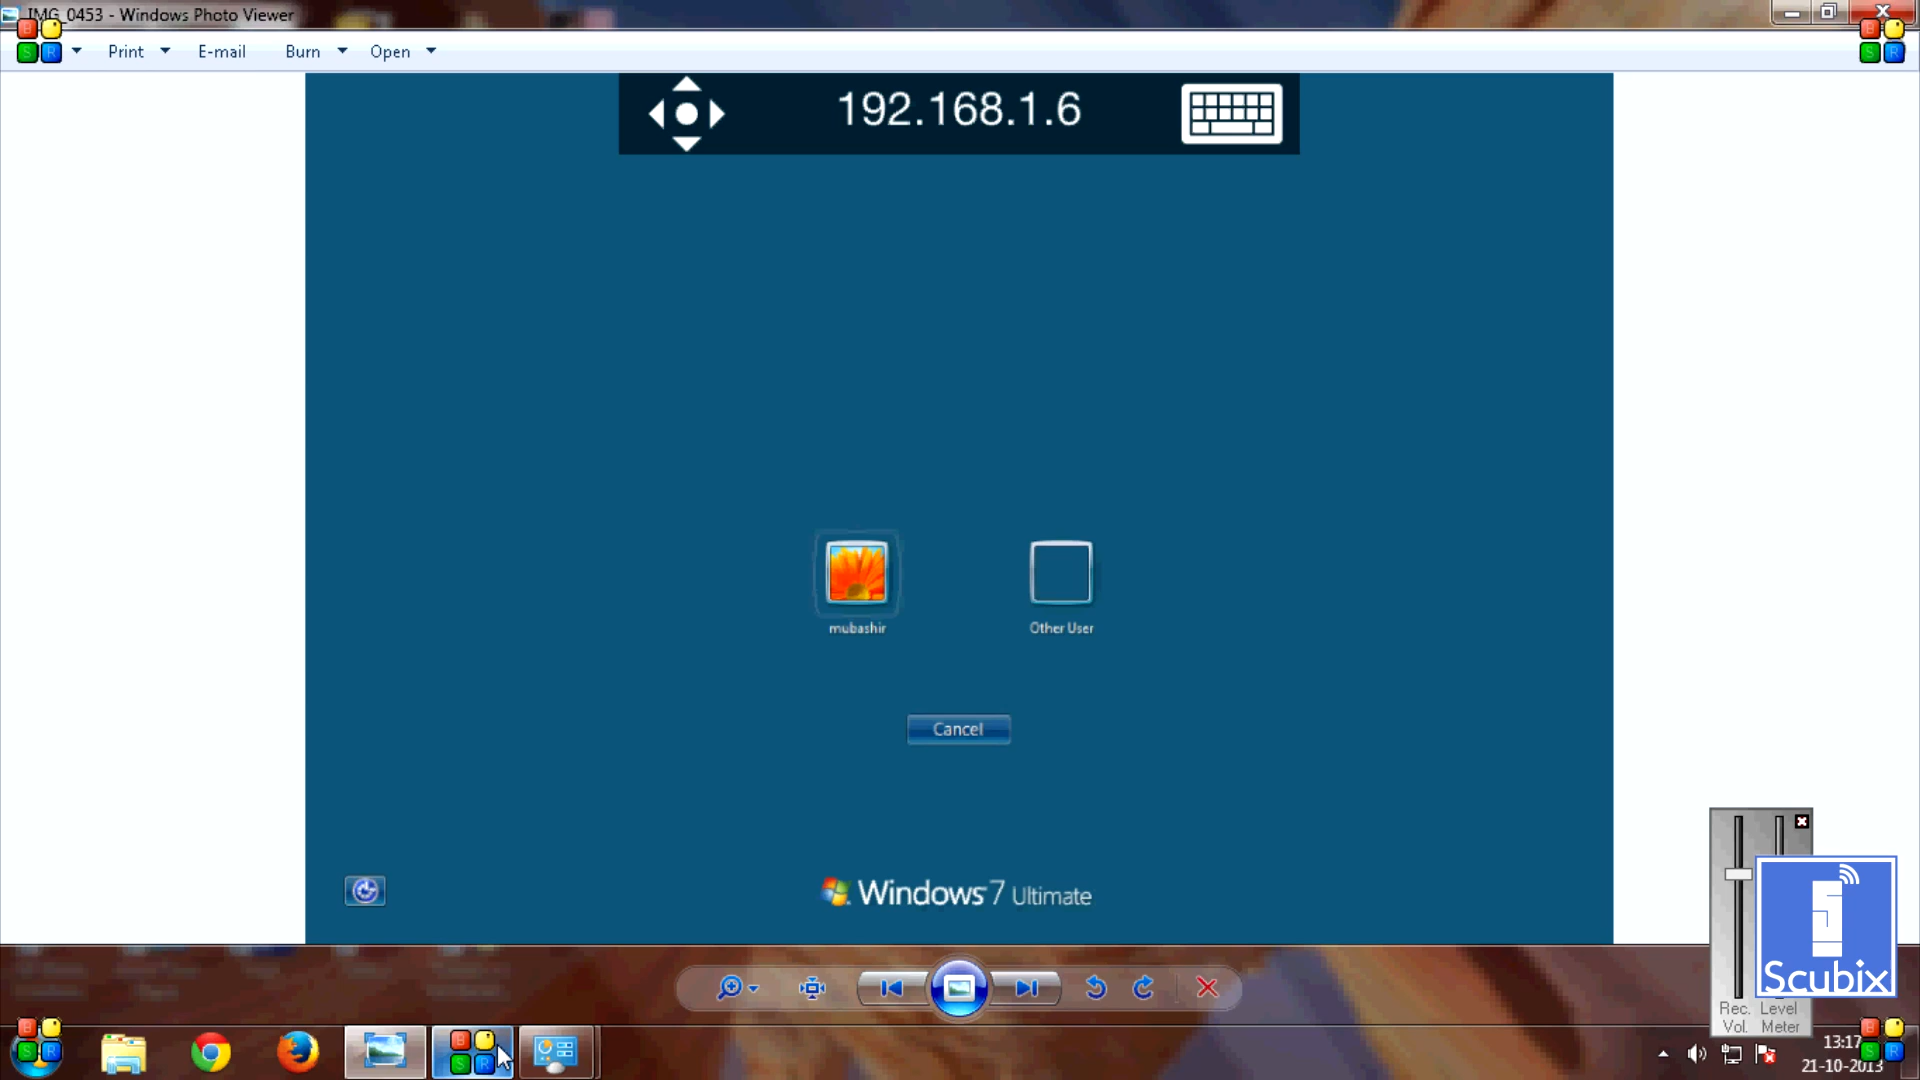 IMG_0453 - Windows Photo Viewer
Print
E-mail
Burn
Open
192.168.1.6
mubashir
Other User
Cancel
Windows 7 Ultimate
Scubix
Rec. Vol.
Level Meter
13:17
21-10-2013
B
S R
B
S R
B
S R
B
S R
B
S R